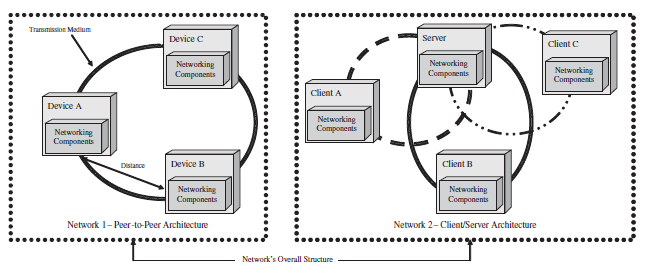 Transmission Medium
Device C
Networking
Components
Device A
Networking
Components
Distance
Device B
Networking
Components
Network 1– Peer-to-Peer Architecture
Server
Networking
Components
Client C
Networking
Components
Client A
Networking
Components
Client B
Networking
Components
Network 2 – Client/Server Architecture
Network's Overall Structure